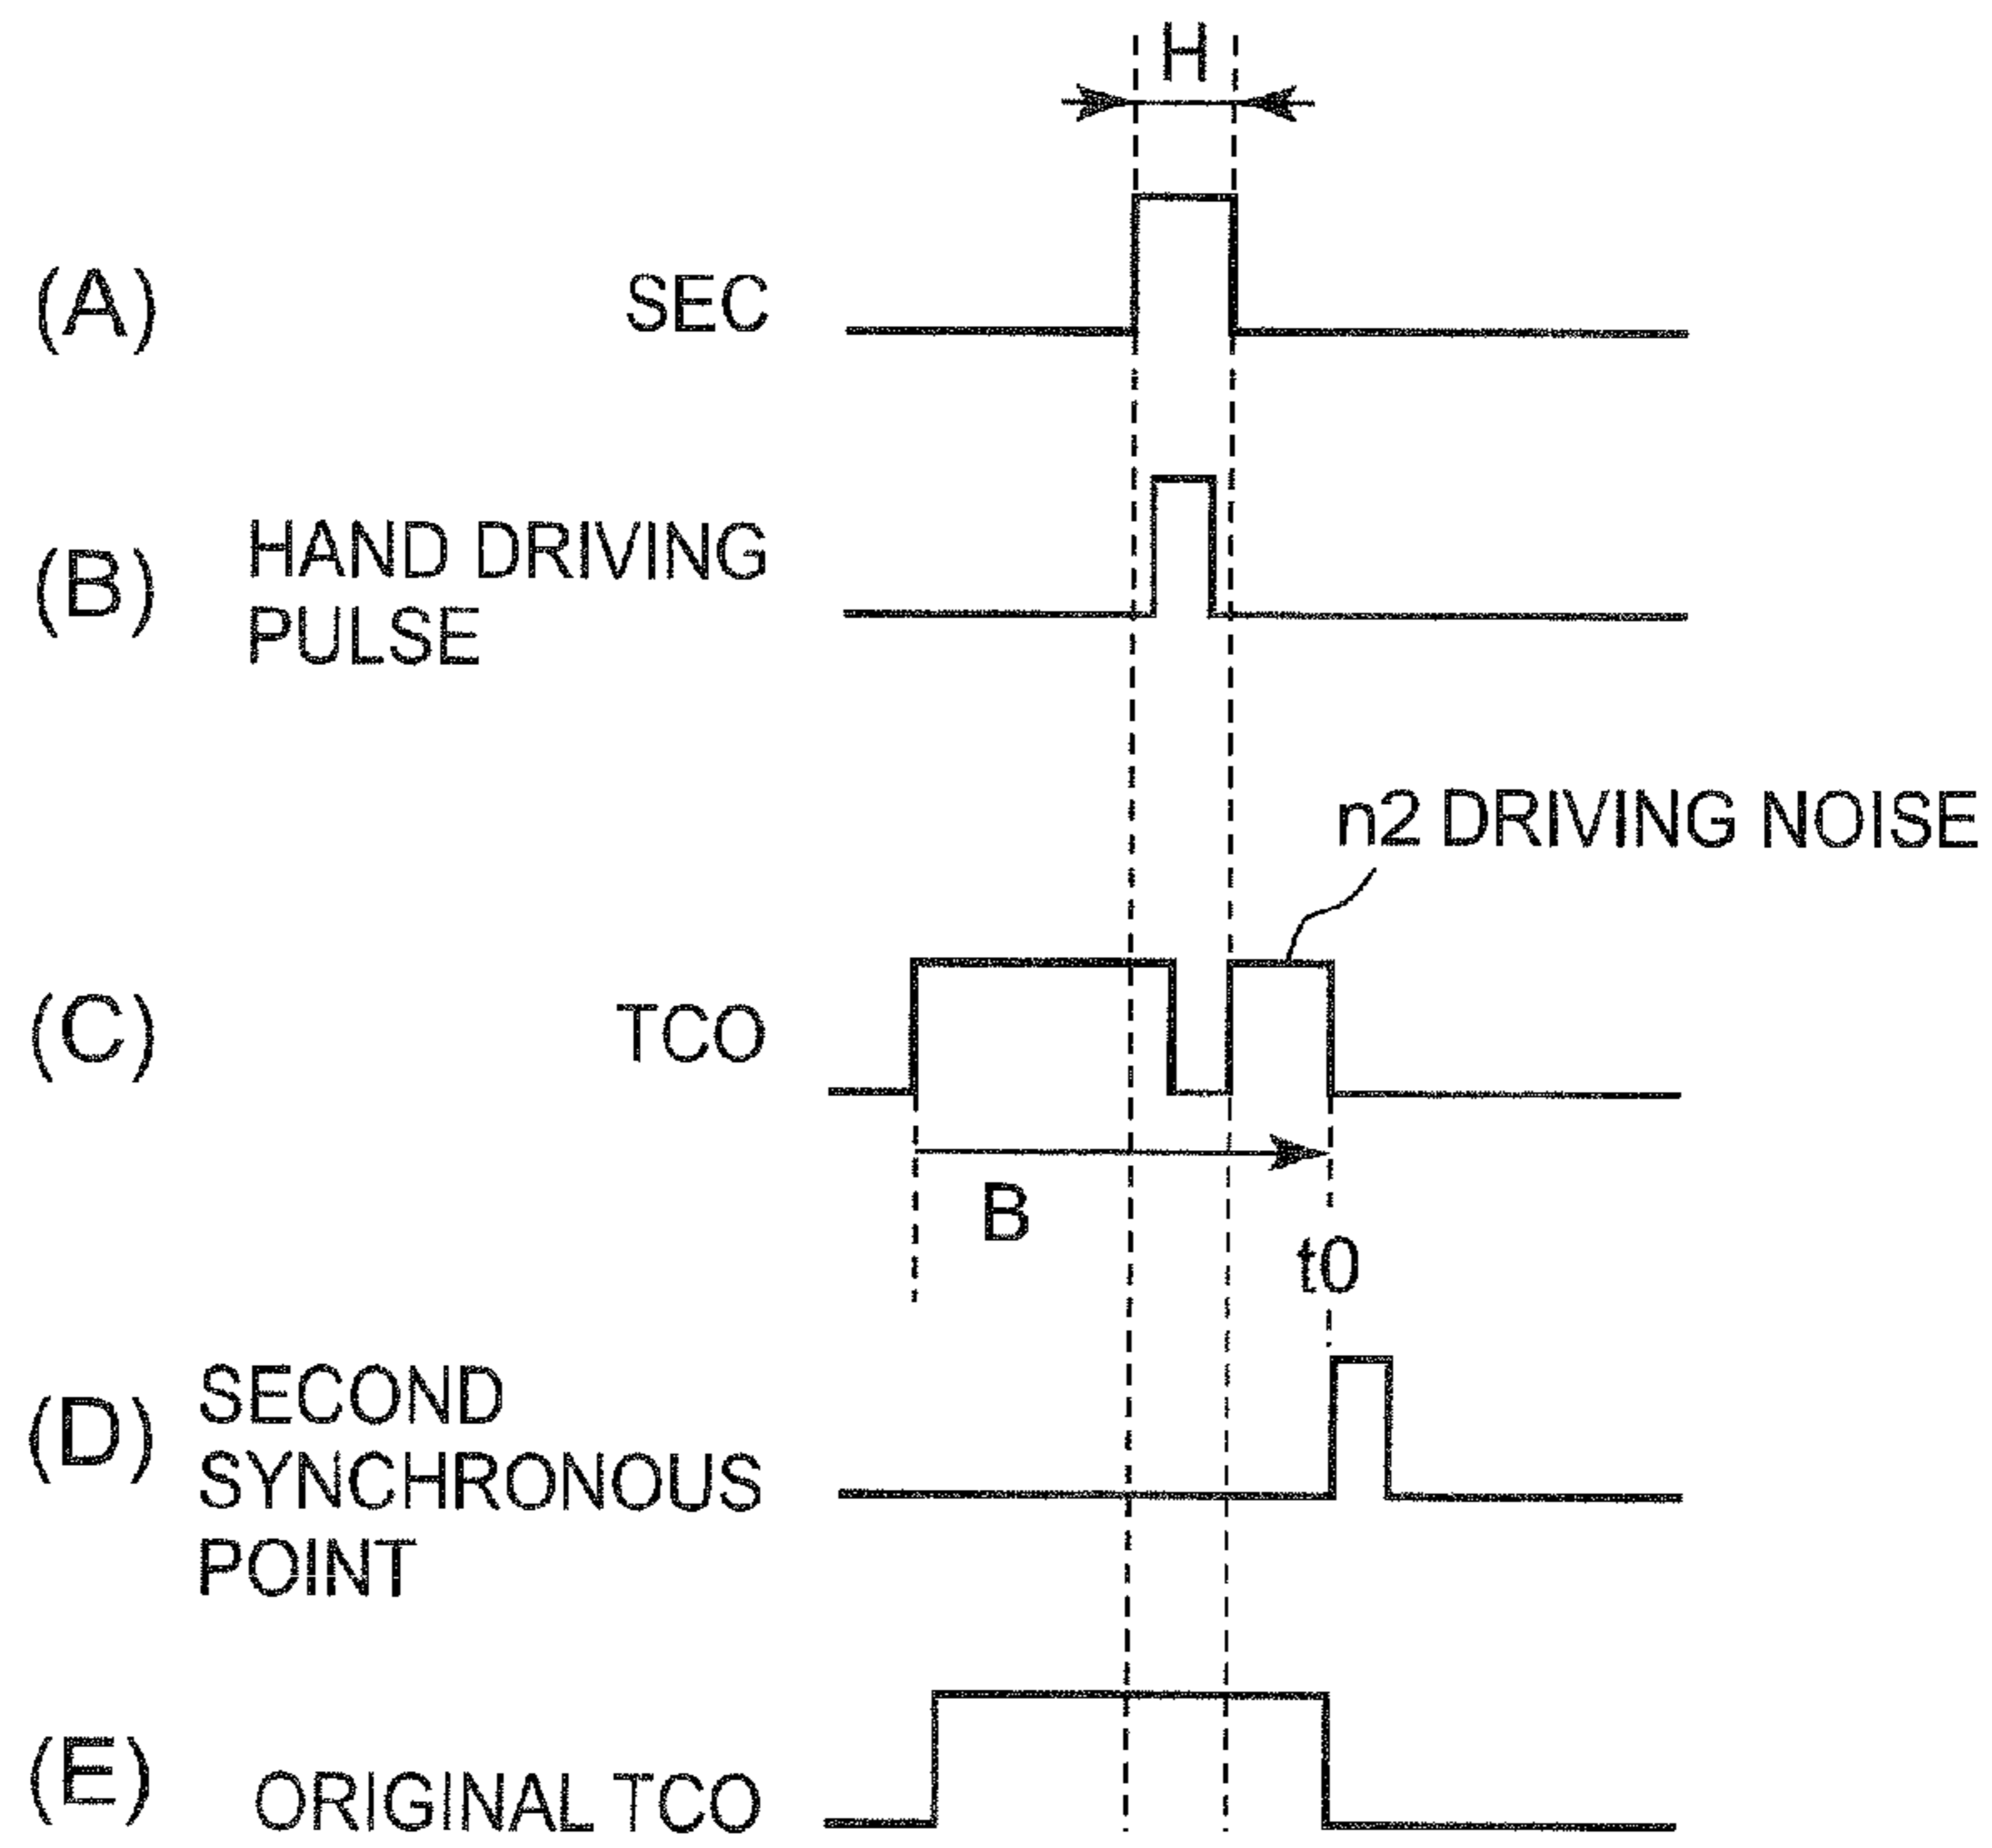 H
(A) SEC
(B) HAND DRIVING
PULSE
n2 DRIVING NOISE
(C) TCO
B
t0
(D) SECOND
SYNCHRONOUS
POINT
(E) ORIGINAL TCO